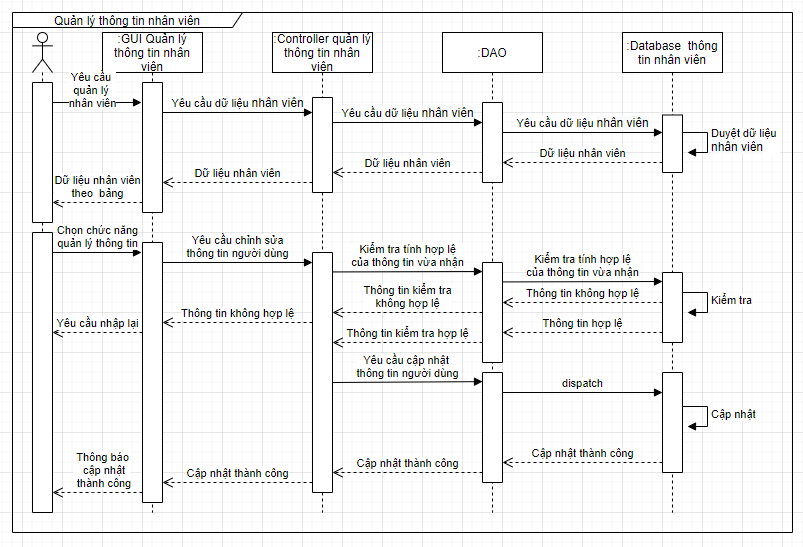 Quản lý thông tin nhân viên
:GUI Quản lý
thông tin nhân
viên
:Controller quản lý
thông tin nhân
viên
:DAO
:Database thông
tin nhân viên
Yêu cầu
quản lý
nhân viên
Yêu cầu dữ liệu nhân viên
Yêu cầu dữ liệu nhân viên
Yêu cầu dữ liệu nhân viên
Duyệt dữ liệu
nhân viên
Dữ liệu nhân viên
Dữ liệu nhân viên
Dữ liệu nhân viên
Dữ liệu nhân viên
theo bảng
Chọn chức năng
quản lý thông tin
Yêu cầu chỉnh sửa
thông tin người dùng
Kiểm tra tính hợp lệ
của thông tin vừa nhận
Kiểm tra tính hợp lệ
của thông tin vừa nhận
Kiểm tra
Thông tin không hợp lệ
Thông tin kiểm tra
không hợp lệ
Thông tin không hợp lệ
Yêu cầu nhập lại
Thông tin hợp lệ
Thông tin kiểm tra hợp lệ
Yêu cầu cập nhật
thông tin người dùng
dispatch
Cập nhật
Cập nhật thành công
Cập nhật thành công
Cập nhật thành công
Thông báo
cập nhật
thành công